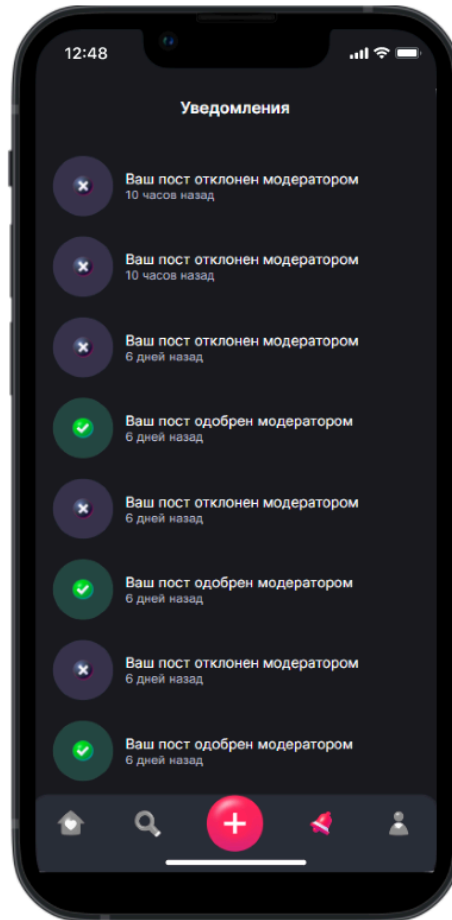 12:48
Уведомления
Ваш пост отклонен модератором
10 часов назад
Ваш пост отклонен модератором
10 часов назад
Ваш пост отклонен модератором
6 дней назад
Ваш пост одобрен модератором
6 дней назад
Ваш пост отклонен модератором
6 дней назад
Ваш пост одобрен модератором
6 дней назад
Ваш пост отклонен модератором
6 дней назад
Ваш пост одобрен модератором
6 дней назад